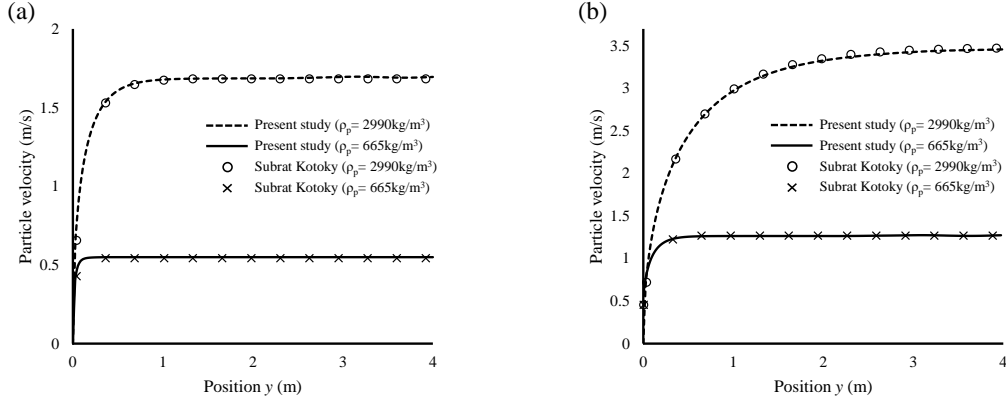 (a)
2
1.5
1
0.5
0
0 1 2 3 4
Particle velocity (m/s)
Position y (m)
Present study (ρp= 2990kg/m³)
Present study (ρp= 665kg/m³)
Subrat Kotoky (ρp= 2990kg/m³)
Subrat Kotoky (ρp= 665kg/m³)
(b)
3.5
3
2.5
2
1.5
1
0.5
0
0 1 2 3 4
Particle velocity (m/s)
Position y (m)
Present study (ρp= 2990kg/m³)
Present study (ρp= 665kg/m³)
Subrat Kotoky (ρp= 2990kg/m³)
Subrat Kotoky (ρp= 665kg/m³)